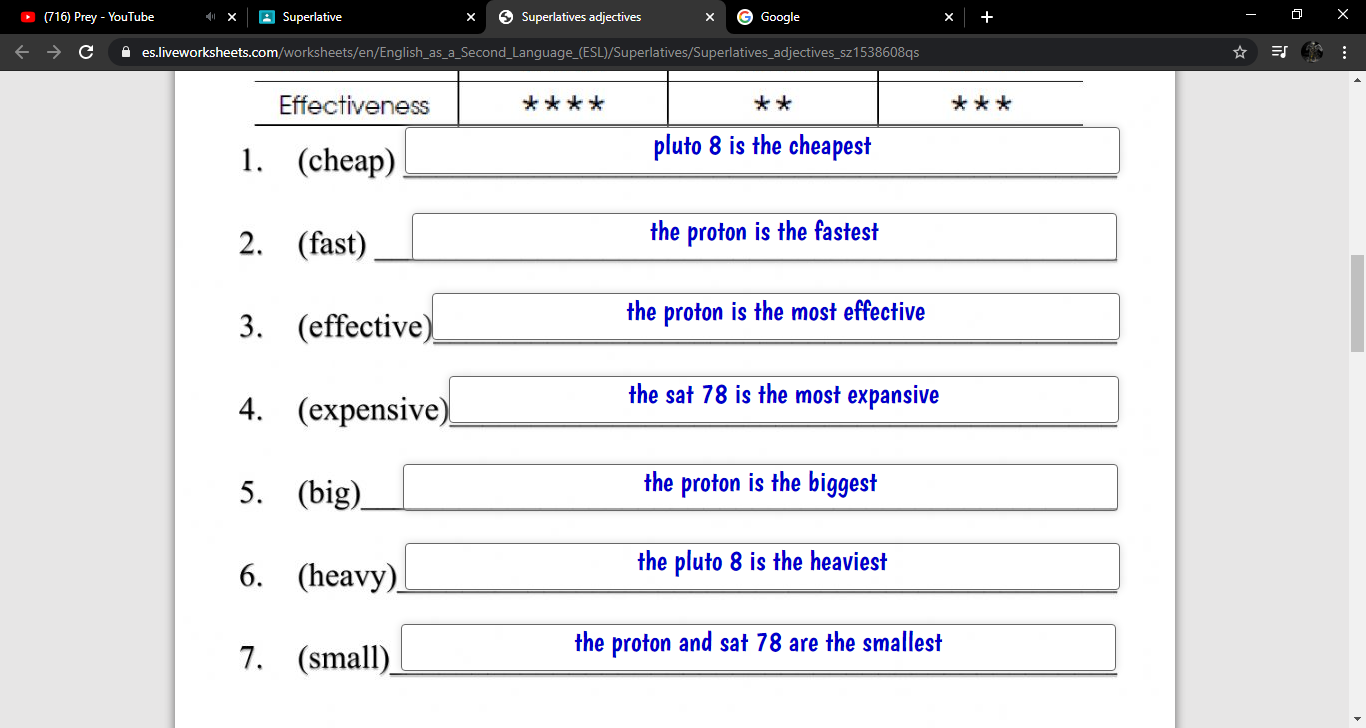 (716) Prey - YouTube
Superlative
Superlatives adjectives
Google
es.liveworksheets.com/worksheets/en/English_as_a_Second_Language_(ESL)/Superlatives/Superlatives_adjectives_sz1538608qs
Effectiveness **** ** ***
1. (cheap) pluto 8 is the cheapest
2. (fast) the proton is the fastest
3. (effective) the proton is the most effective
4. (expensive) the sat 78 is the most expansive
5. (big) the proton is the biggest
6. (heavy) the pluto 8 is the heaviest
7. (small) the proton and sat 78 are the smallest